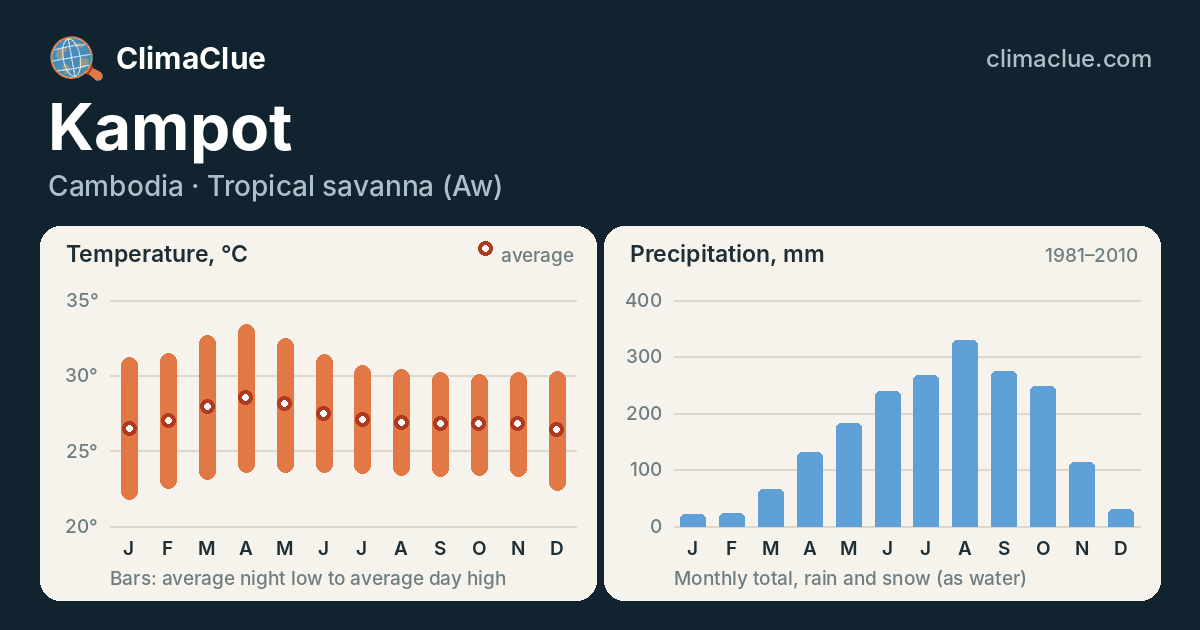 ClimaClue
climaclue.com
Kampot
Cambodia · Tropical savanna (Aw)
Temperature, °C
average
35°
30°
25°
20°
J F M A M J J A S O N D
Bars: average night low to average day high
Precipitation, mm
1981–2010
400
300
200
100
0
J F M A M J J A S O N D
Monthly total, rain and snow (as water)